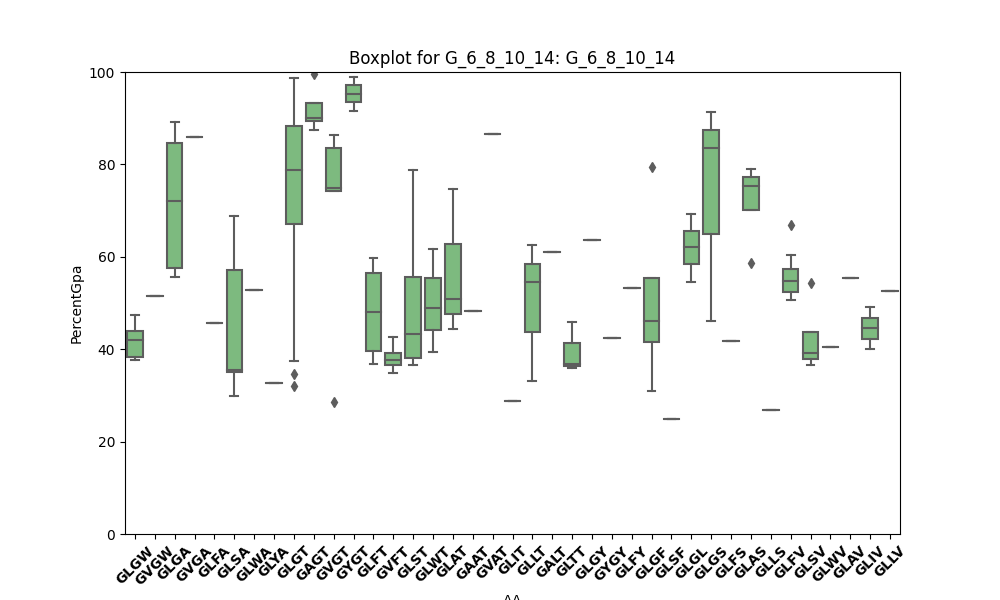 Boxplot for G_6_8_10_14: G_6_8_10_14
PercentGpa
100
80
60
40
20
0
GLGW GVGW GLGA GVGA GLFA GLSA GLWA GLYA GLGT GAGT GVGT GYGT GLFT GVFT GLST GLWT GLAT GAAT GVAT GLIT GLLT GALT GLTT GLGY GYGY GLFY GLGF GLSF GLGL GLGS GLFS GLAS GLLS GLFV GLSV GLWV GLAV GLIV GLLV